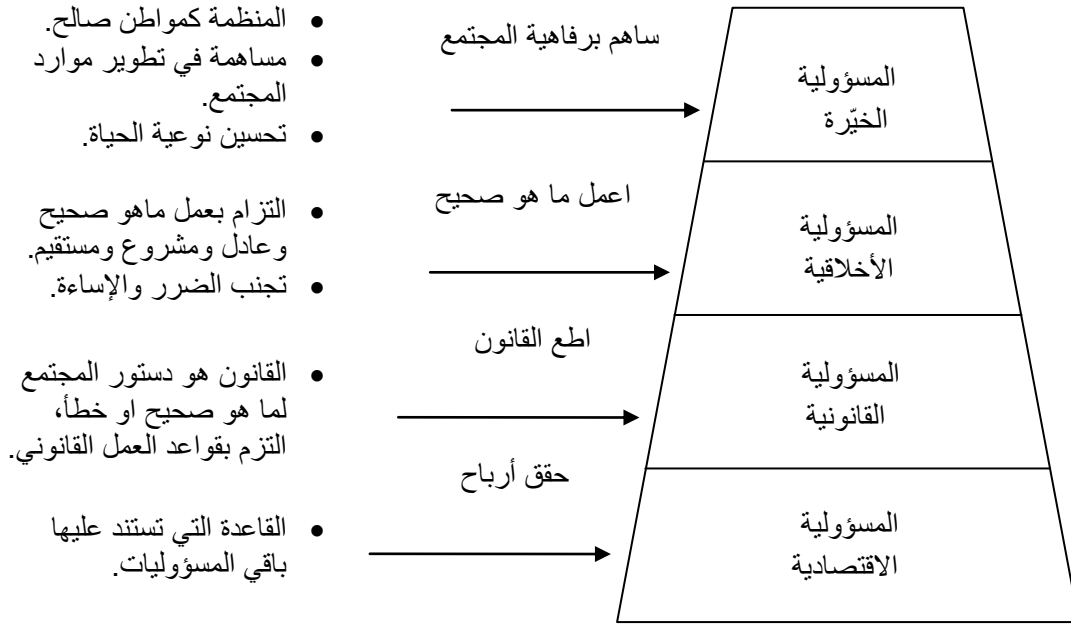 المسؤولية
الخيّرة
ساهم برفاهية المجتمع
• المنظمة كمواطن صالح.
• مساهمة في تطوير موارد
المجتمع.
• تحسين نوعية الحياة.
المسؤولية
الأخلاقية
اعمل ما هو صحيح
• التزام بعمل ماهو صحيح
وعادل ومشروع ومستقيم.
• تجنب الضرر والإساءة.
المسؤولية
القانونية
اطع القانون
• القانون هو دستور المجتمع
لما هو صحيح او خطأ،
التزم بقواعد العمل القانوني.
المسؤولية
الاقتصادية
حقق أرباح
• القاعدة التي تستند عليها
باقي المسؤوليات.